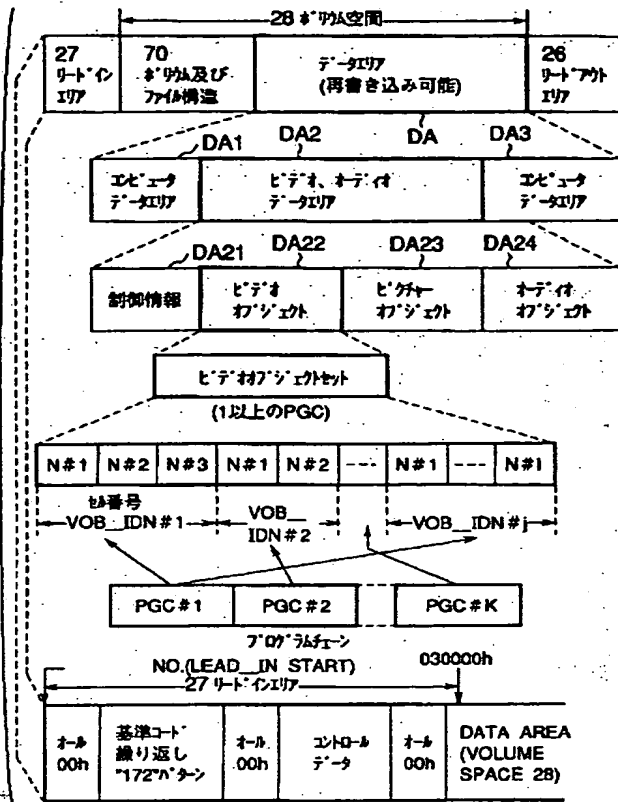 28 ﾎﾞﾘｳﾑ空間
27
ﾘｰﾄﾞｲﾝ
ｴﾘｱ
70
ﾎﾞﾘｳﾑ及び
ﾌｧｲﾙ構造
ﾃﾞｰﾀｴﾘｱ
(再書き込み可能)
26
ﾘｰﾄﾞｱｳﾄ
ｴﾘｱ
DA1
DA2
DA
DA3
ｺﾝﾋﾟｭｰﾀ
ﾃﾞｰﾀｴﾘｱ
ﾋﾞﾃﾞｵ、ｵｰﾃﾞｨｵ
ﾃﾞｰﾀｴﾘｱ
ｺﾝﾋﾟｭｰﾀ
ﾃﾞｰﾀｴﾘｱ
DA21
DA22
DA23
DA24
制御情報
ﾋﾞﾃﾞｵ
ｵﾌﾞｼﾞｪｸﾄ
ﾋﾟｸﾁｬｰ
ｵﾌﾞｼﾞｪｸﾄ
ｵｰﾃﾞｨｵ
ｵﾌﾞｼﾞｪｸﾄ
ﾋﾞﾃﾞｵｵﾌﾞｼﾞｪｸﾄｾｯﾄ
(1以上のPGC)
N#1 N#2 N#3 N#1 N#2 --- N#1 --- N#I
ｾﾙ番号
VOB_IDN#1
VOB_
IDN#2
VOB_IDN#j
PGC#1 PGC#2 PGC#K
ﾌﾟﾛｸﾞﾗﾑﾁｪｰﾝ
NO.(LEAD_IN START)
030000h
27 ﾘｰﾄﾞｲﾝｴﾘｱ
ｵｰﾙ
00h
基準ｺｰﾄﾞ
繰り返し
"172"ﾊﾟﾀｰﾝ
ｵｰﾙ
00h
ｺﾝﾄﾛｰﾙ
ﾃﾞｰﾀ
ｵｰﾙ
00h
DATA AREA
(VOLUME
SPACE 28)